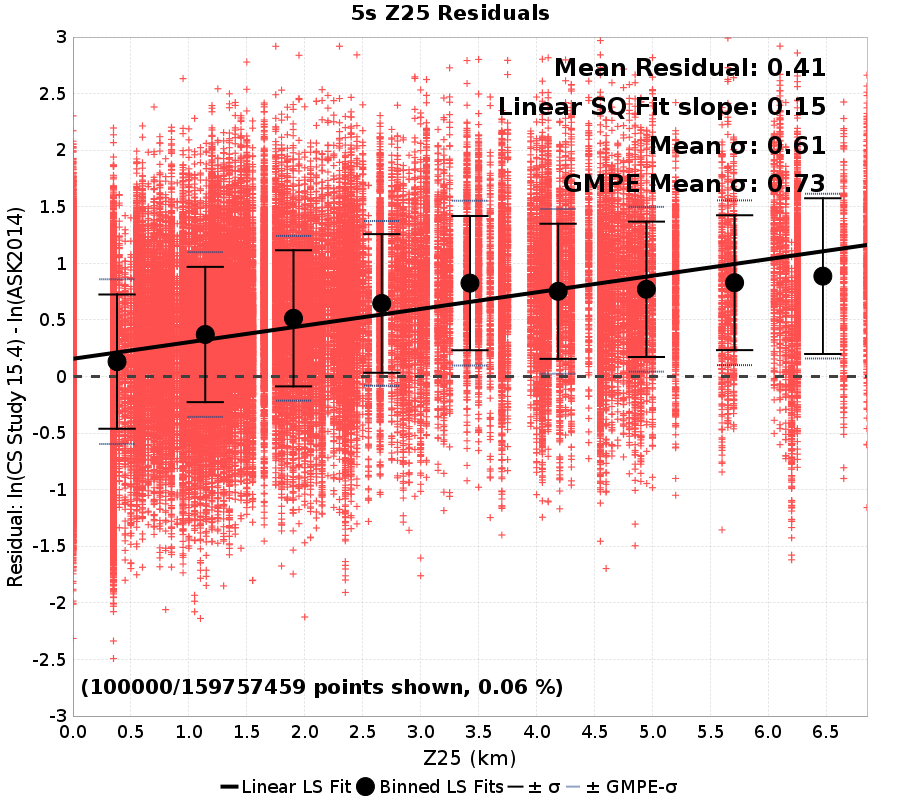 5s Z25 Residuals
Residual: ln(CS Study 15.4) - ln(ASK2014)
3
2.5
2
1.5
1
0.5
0
-0.5
-1
-1.5
-2
-2.5
-3
Mean Residual: 0.41
Linear SQ Fit slope: 0.15
Mean σ: 0.61
GMPE Mean σ: 0.73
(100000/159757459 points shown, 0.06 %)
0.0 0.5 1.0 1.5 2.0 2.5 3.0 3.5 4.0 4.5 5.0 5.5 6.0 6.5
Z25 (km)
Linear LS Fit Binned LS Fits ± σ ± GMPE-σ